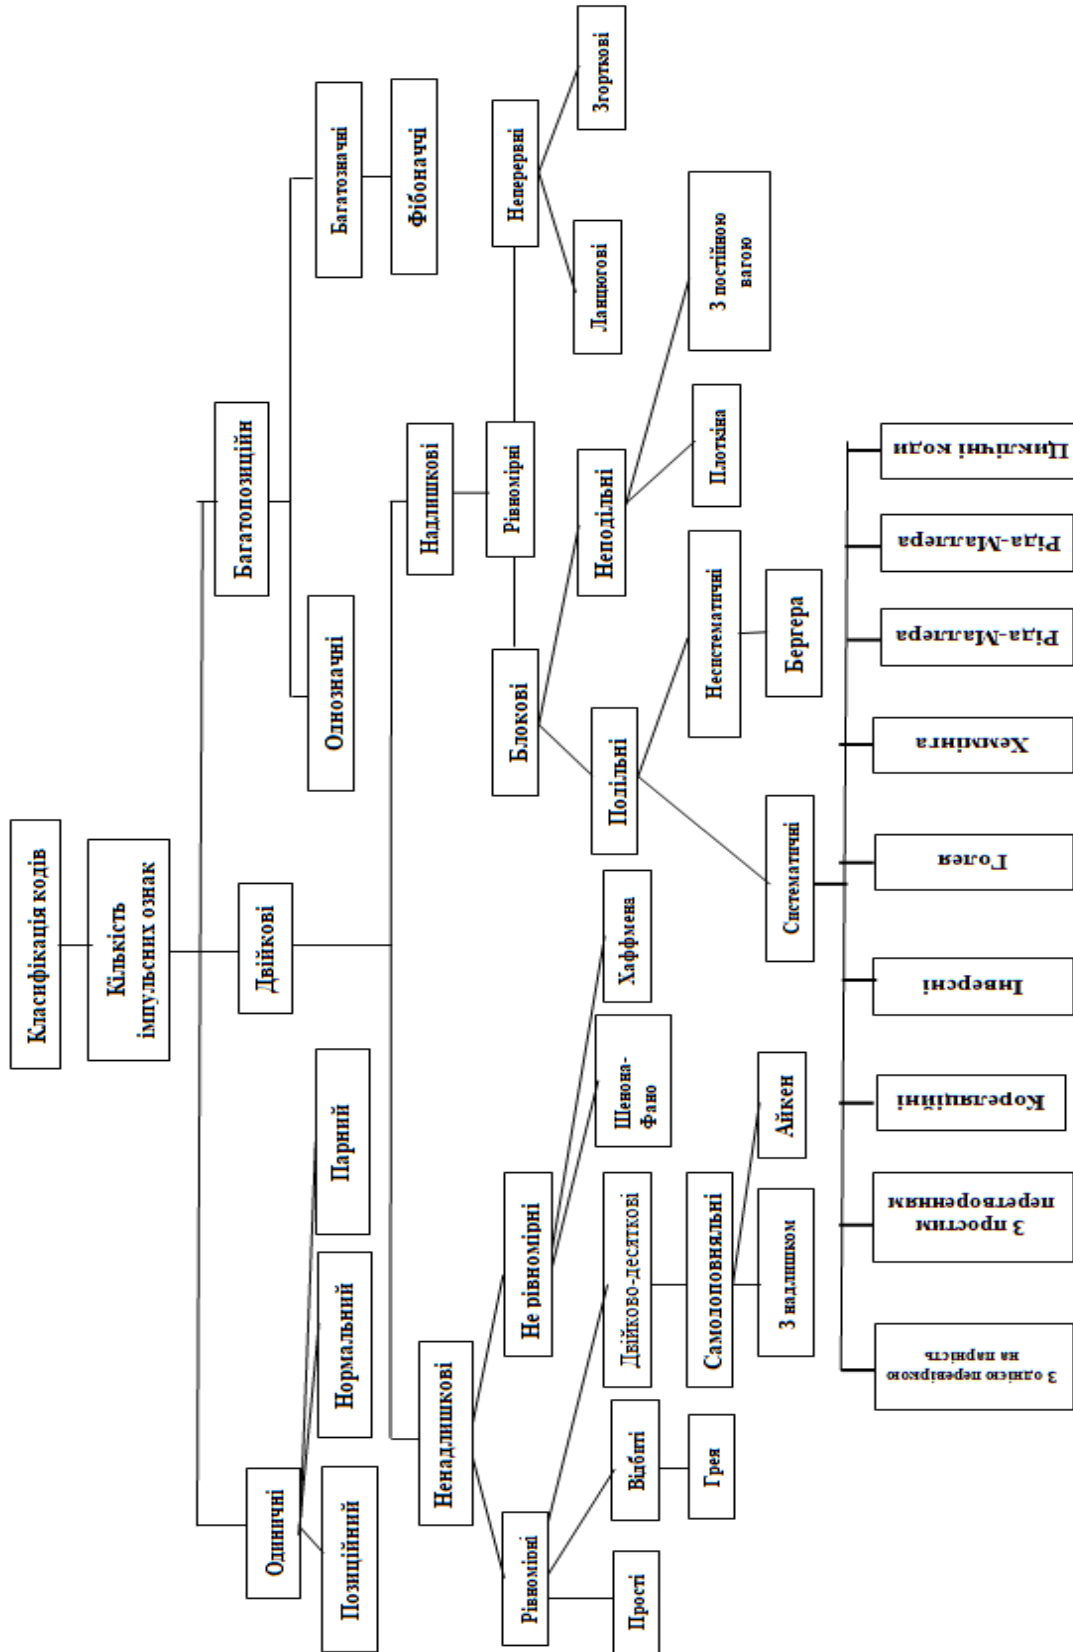 Класифікація кодів
Кількість
імпульсних ознак
Одиничні
Двійкові
Багатопозиційн
Позиційний
Нормальний
Парний
Однозначні
Багатозначні
Фібоначчі
Ненадлишкові
Надлишкові
Рівномірні
Не рівномірні
Блокові
Рівномірні
Неперервні
Прості
Відбиті
Двійково-десяткові
Шенона-
Фано
Хаффмена
Подільні
Неподільні
Ланцюгові
Згорткові
Грея
Самодоповняльні
Несистематичні
Плоткіна
З постійною
вагою
З надлишком
Айкен
Систематичні
Бергера
З однією перевіркою
на парність
З простим
перетворенням
Кореляційні
Інверсні
Голея
Хеммінга
Ріда-Маллера
Ріда-Маллера
Циклічні коди